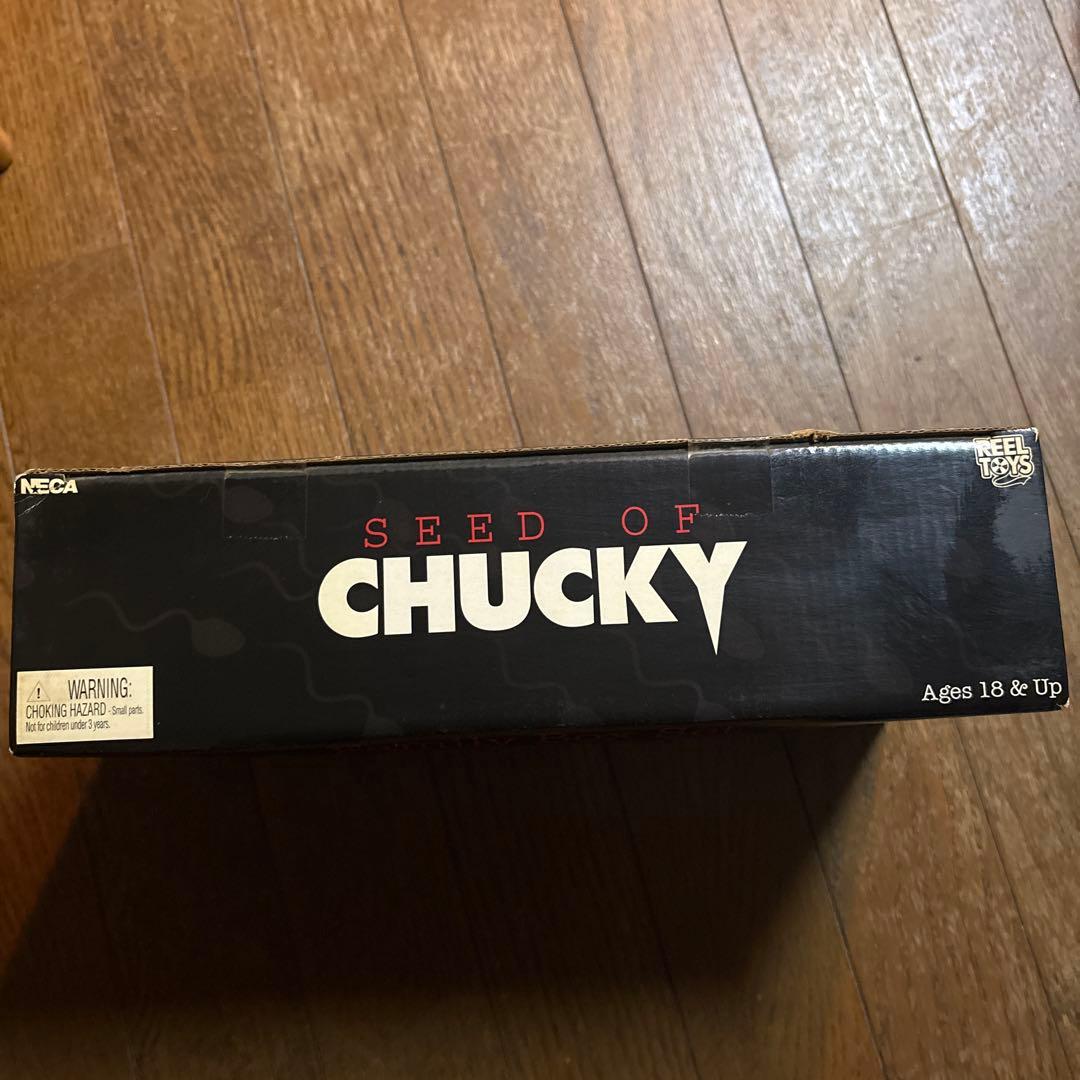 NECA
REEL
TOYS
SEED OF
CHUCKY
WARNING:
CHOKING HAZARD - Small parts.
Not for children under 3 years.
Ages 18 & Up